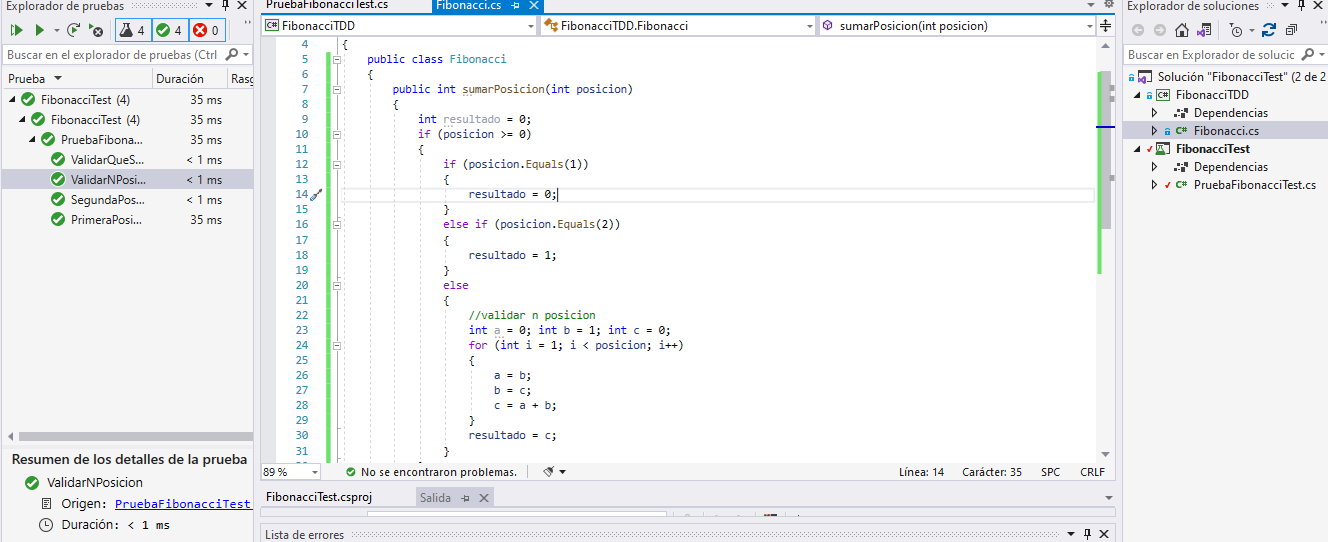 Explorador de pruebas
4 4 0
Buscar en el explorador de pruebas (Ctrl
Prueba Duración Rasg
FibonacciTest (4) 35 ms
FibonacciTest (4) 35 ms
PruebaFibona... 35 ms
ValidarQueS... < 1 ms
ValidarNPosi... < 1 ms
SegundaPos... < 1 ms
PrimeraPosi... 35 ms
Resumen de los detalles de la prueba
ValidarNPosicion
Origen: PruebaFibonacciTest
Duración: < 1 ms
PruebaFibonacciTest.cs Fibonacci.cs
FibonacciTDD FibonacciTDD.Fibonacci sumarPosicion(int posicion)
4 {
5 public class Fibonacci
6 {
7 public int sumarPosicion(int posicion)
8 {
9 int resultado = 0;
10 if (posicion >= 0)
11 {
12 if (posicion.Equals(1))
13 {
14 resultado = 0;
15 }
16 else if (posicion.Equals(2))
17 {
18 resultado = 1;
19 }
20 else
21 {
22 //validar n posicion
23 int a = 0; int b = 1; int c = 0;
24 for (int i = 1; i < posicion; i++)
25 {
26 a = b;
27 b = c;
28 c = a + b;
29 }
30 resultado = c;
31 }
89 % No se encontraron problemas. Línea: 14 Carácter: 35 SPC CRLF
FibonacciTest.csproj Salida
Lista de errores
Explorador de soluciones
Buscar en Explorador de solucic
Solución "FibonacciTest" (2 de 2
FibonacciTDD
Dependencias
Fibonacci.cs
FibonacciTest
Dependencias
PruebaFibonacciTest.cs